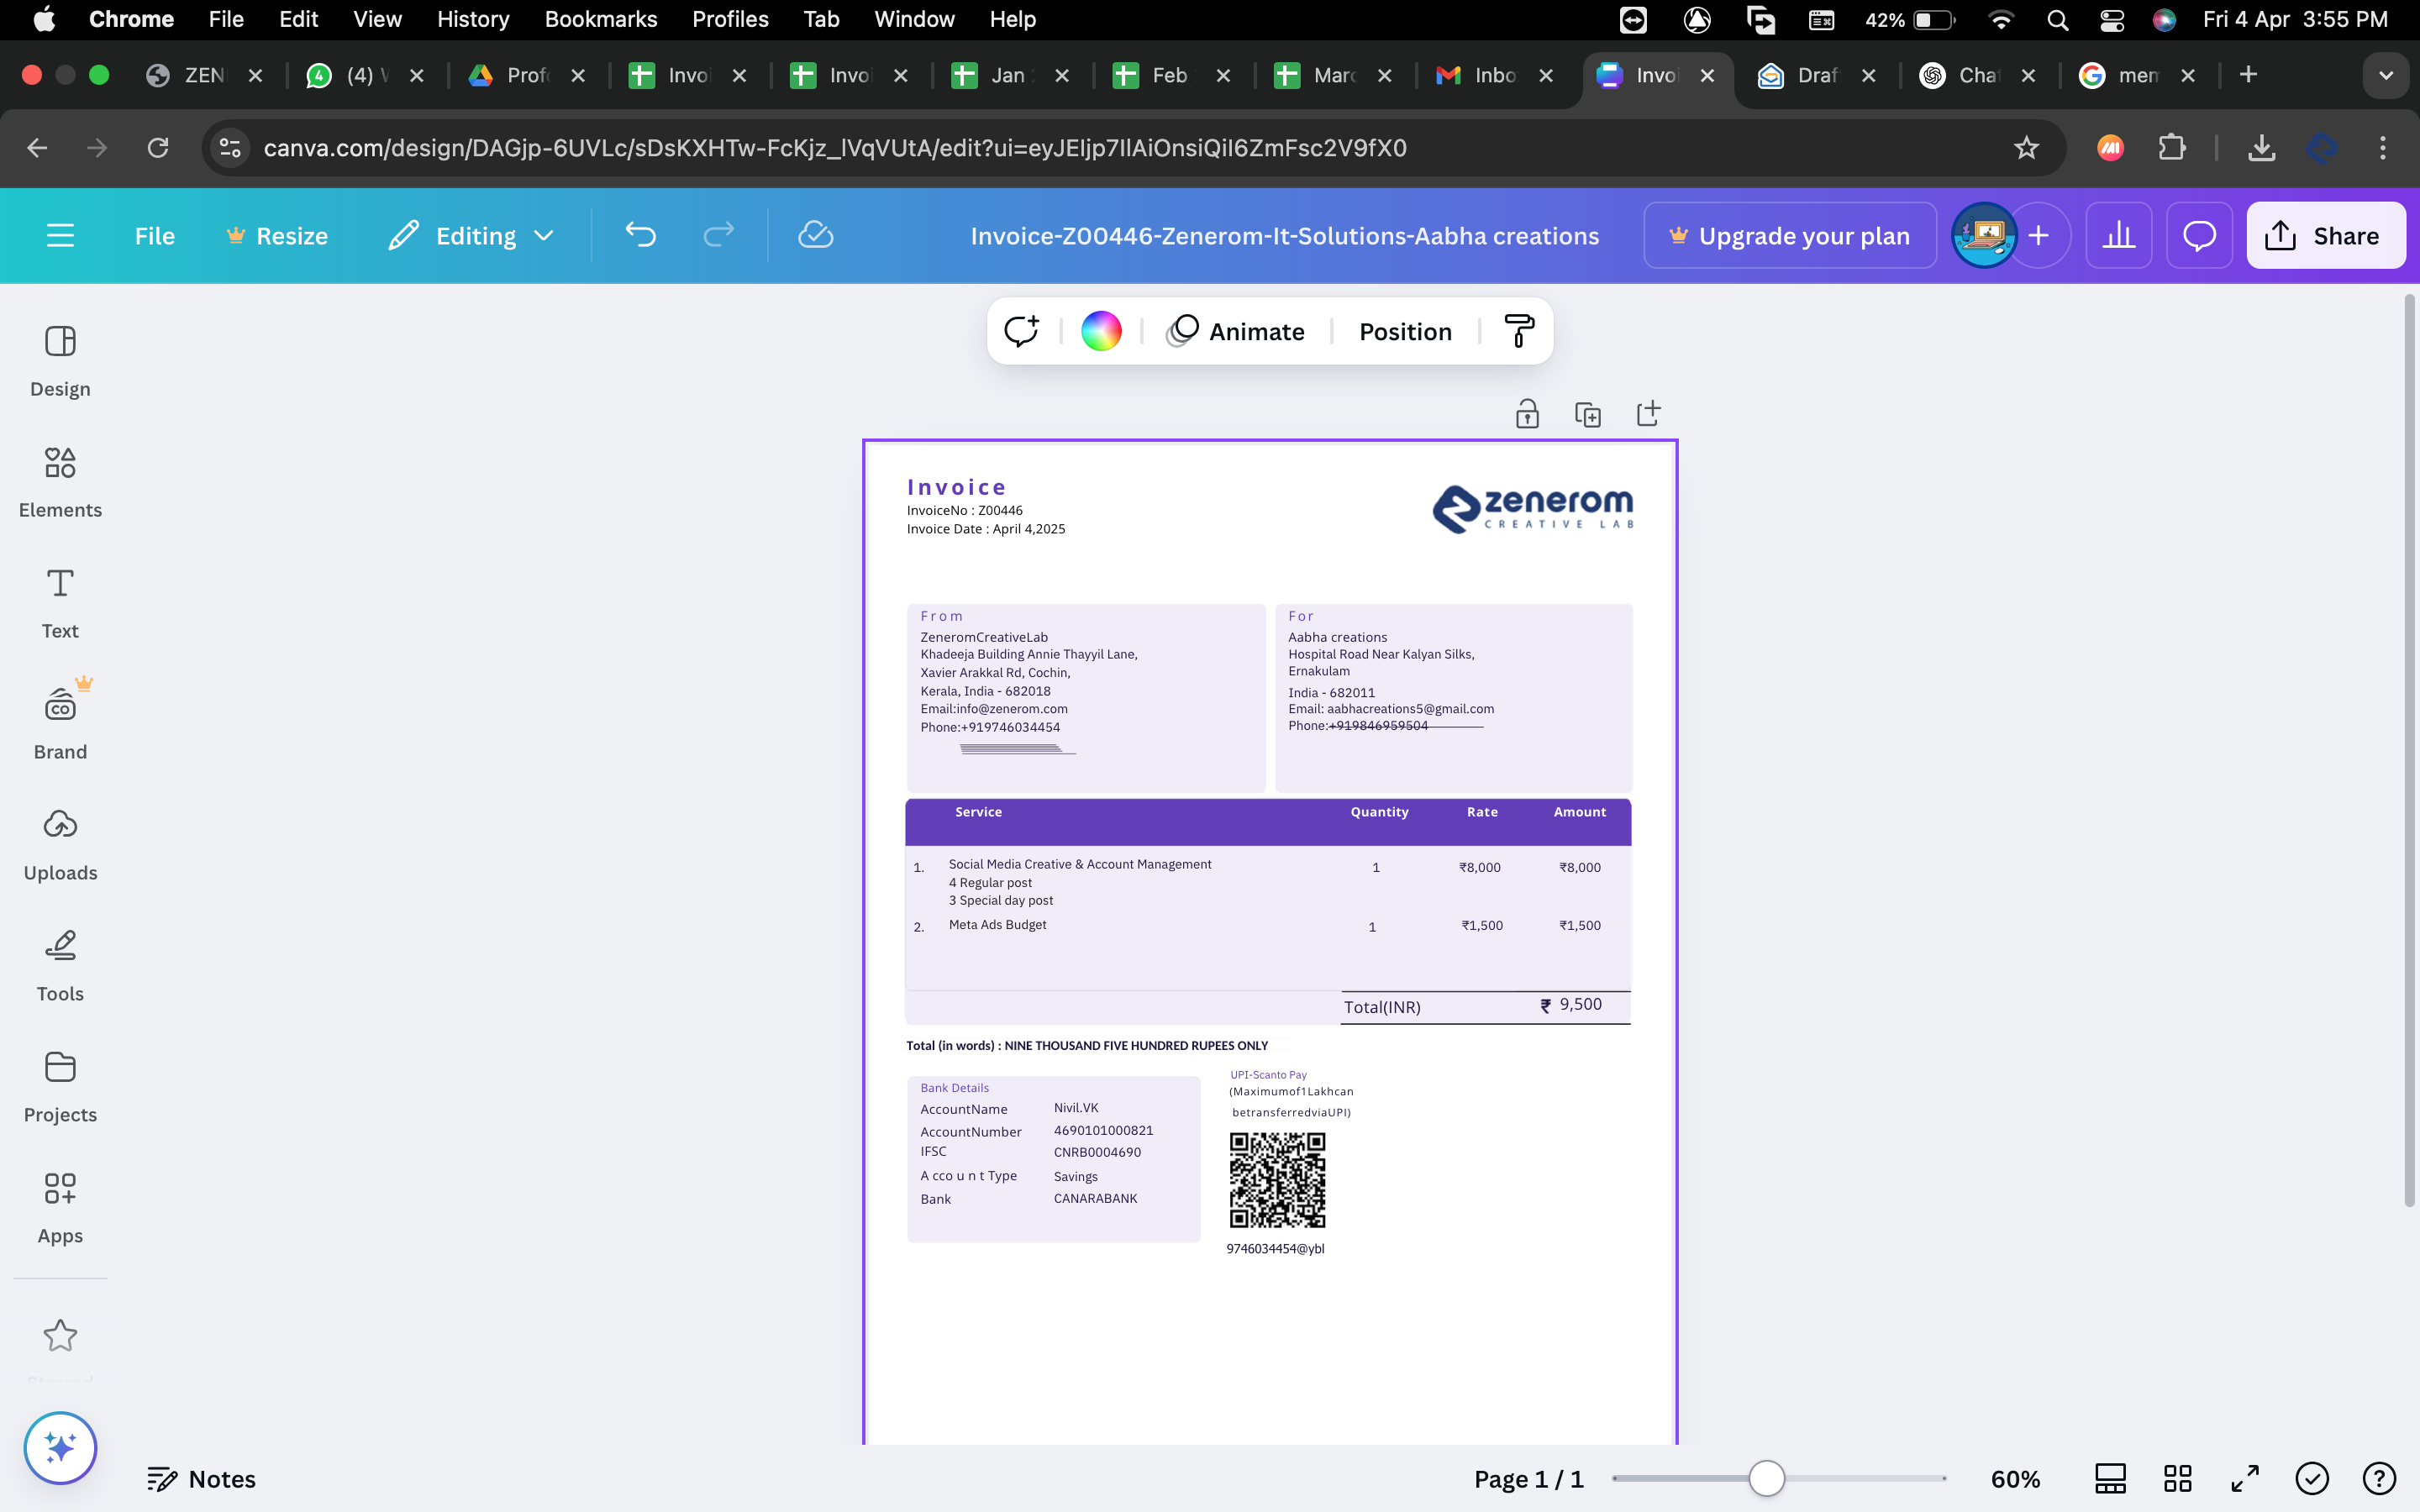 Chrome File Edit View History Bookmarks Profiles Tab Window Help 42% Fri 4 Apr 3:55 PM
ZEN (4) Prof Invoi Invoi Jan Feb Marc Inbo Invoi Draf Cha mem
canva.com/design/DAGjp-6UVLc/sDsKXHTw-FcKjz_lVqVUtA/edit?ui=eyJEIjp7IlAiOnsiQiI6ZmFsc2V9fX0
File Resize Editing Invoice-Z00446-Zenerom-It-Solutions-Aabha creations Upgrade your plan Share
Animate Position
Design
Elements
Text
Brand
Uploads
Tools
Projects
Apps
Invoice
InvoiceNo : Z00446
Invoice Date : April 4,2025
zenerom
CREATIVE LAB
From
ZeneromCreativeLab
Khadeeja Building Annie Thayyil Lane,
Xavier Arakkal Rd, Cochin,
Kerala, India - 682018
Email:info@zenerom.com
Phone:+919746034454
For
Aabha creations
Hospital Road Near Kalyan Silks,
Ernakulam
India - 682011
Email: aabhacreations5@gmail.com
Phone:+919846959504
Service Quantity Rate Amount
1. Social Media Creative & Account Management 1 ₹8,000 ₹8,000
4 Regular post
3 Special day post
2. Meta Ads Budget 1 ₹1,500 ₹1,500
Total(INR) ₹ 9,500
Total (in words) : NINE THOUSAND FIVE HUNDRED RUPEES ONLY
Bank Details
AccountName Nivil.VK
AccountNumber 4690101000821
IFSC CNRB0004690
A cco u n t Type Savings
Bank CANARABANK
UPI-Scanto Pay
(Maximumof1Lakhcan
betransferredviaUPI)
9746034454@ybl
Notes Page 1 / 1 60%